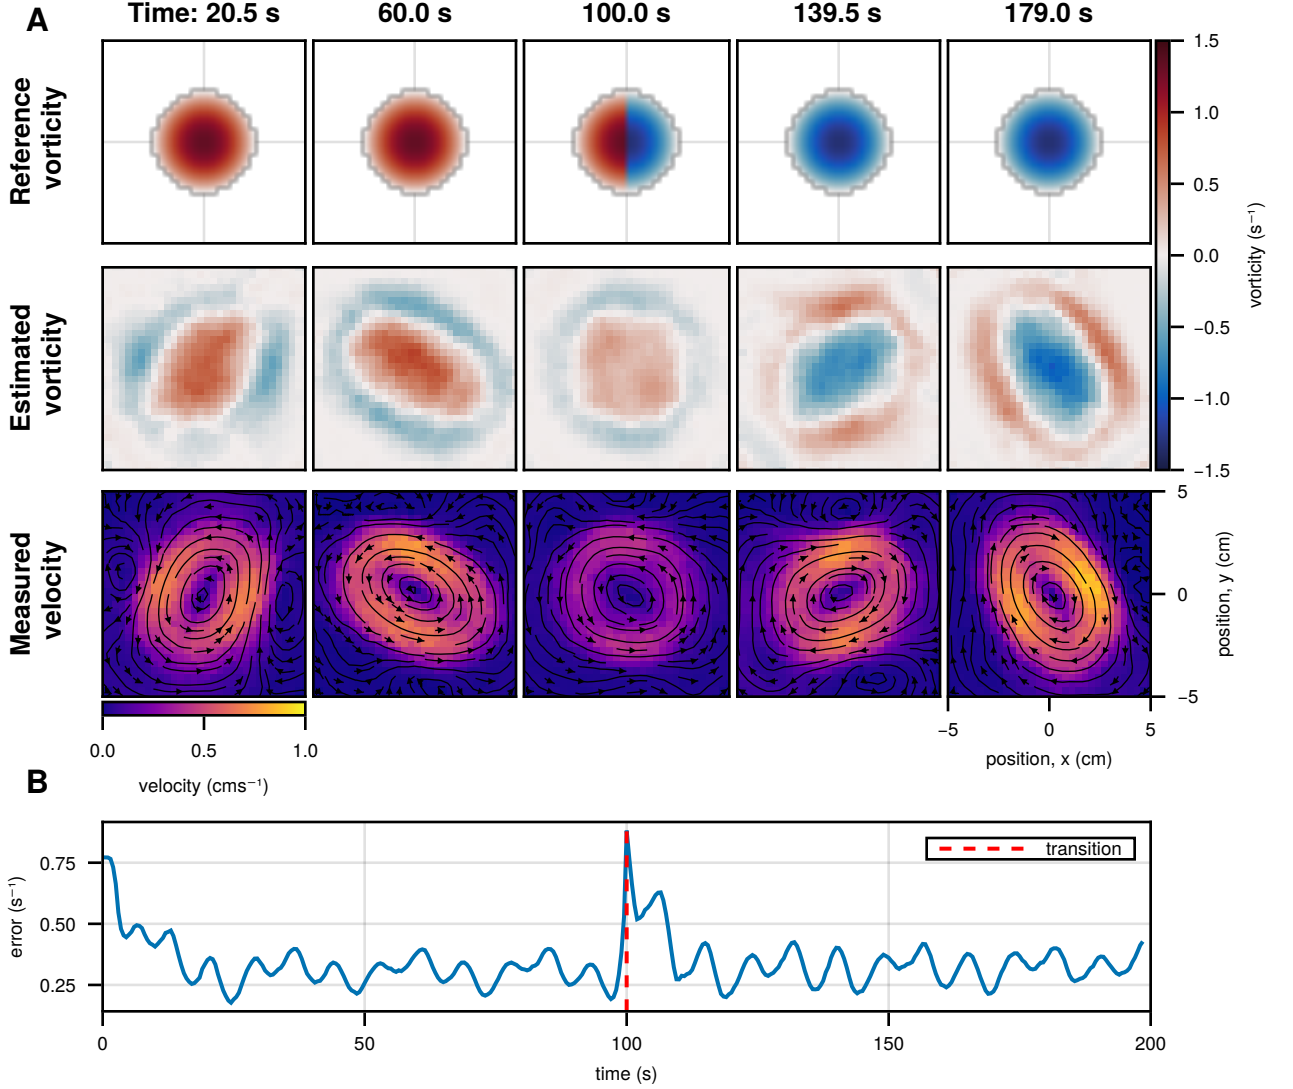 A
Time: 20.5 s
60.0 s
100.0 s
139.5 s
179.0 s
Reference
vorticity
1.5
1.0
0.5
0.0
−0.5
−1.0
−1.5
vorticity (s⁻¹)
Estimated
vorticity
Measured
velocity
5
0
−5
position, y (cm)
0.0
0.5
1.0
velocity (cms⁻¹)
−5
0
5
position, x (cm)
B
0.75
0.50
0.25
error (s⁻¹)
transition
0
50
100
150
200
time (s)